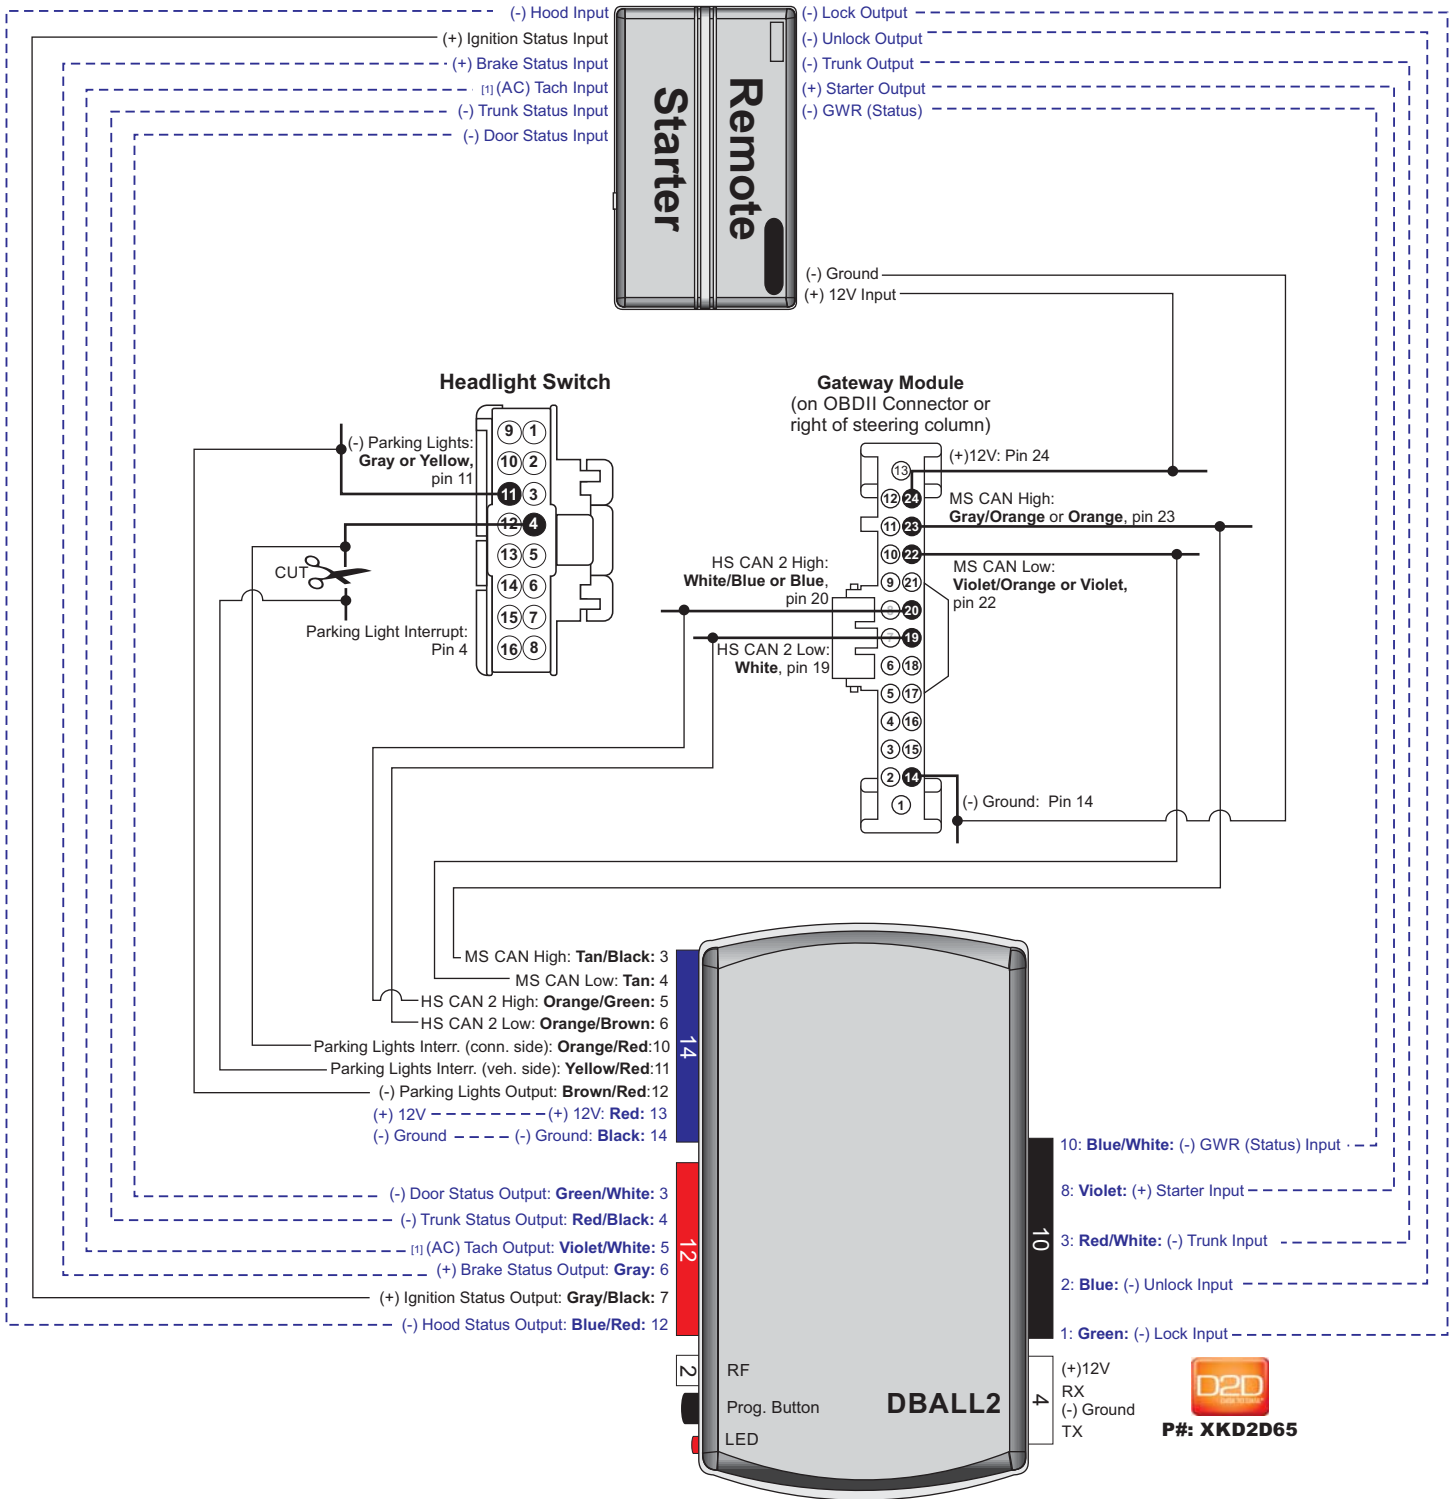 (-) Hood Input
(+) Ignition Status Input
(+) Brake Status Input
[1] (AC) Tach Input
(-) Trunk Status Input
(-) Door Status Input
Remote
Starter
(-) Lock Output
(-) Unlock Output
(-) Trunk Output
(+) Starter Output
(-) GWR (Status)
(-) Ground
(+) 12V Input
Headlight Switch
(-) Parking Lights:
Gray or Yellow,
pin 11
9 1
10 2
11 3
12 4
13 5
14 6
15 7
16 8
CUT
Parking Light Interrupt:
Pin 4
Gateway Module
(on OBDII Connector or
right of steering column)
13
12 24
11 23
10 22
9 21
8 20
7 19
6 18
5 17
4 16
3 15
2 14
1
(+)12V: Pin 24
MS CAN High:
Gray/Orange or Orange, pin 23
MS CAN Low:
Violet/Orange or Violet,
pin 22
HS CAN 2 High:
White/Blue or Blue,
pin 20
HS CAN 2 Low:
White, pin 19
(-) Ground: Pin 14
MS CAN High: Tan/Black: 3
MS CAN Low: Tan: 4
HS CAN 2 High: Orange/Green: 5
HS CAN 2 Low: Orange/Brown: 6
Parking Lights Interr. (conn. side): Orange/Red:10
Parking Lights Interr. (veh. side): Yellow/Red:11
(-) Parking Lights Output: Brown/Red:12
(+) 12V (+) 12V: Red: 13
(-) Ground (-) Ground: Black: 14
14
(-) Door Status Output: Green/White: 3
(-) Trunk Status Output: Red/Black: 4
[1] (AC) Tach Output: Violet/White: 5
(+) Brake Status Output: Gray: 6
(+) Ignition Status Output: Gray/Black: 7
(-) Hood Status Output: Blue/Red: 12
12
2
RF
Prog. Button
LED
DBALL2
10
10: Blue/White: (-) GWR (Status) Input
8: Violet: (+) Starter Input
3: Red/White: (-) Trunk Input
2: Blue: (-) Unlock Input
1: Green: (-) Lock Input
4
(+)12V
RX
(-) Ground
TX
D2D
P#: XKD2D65